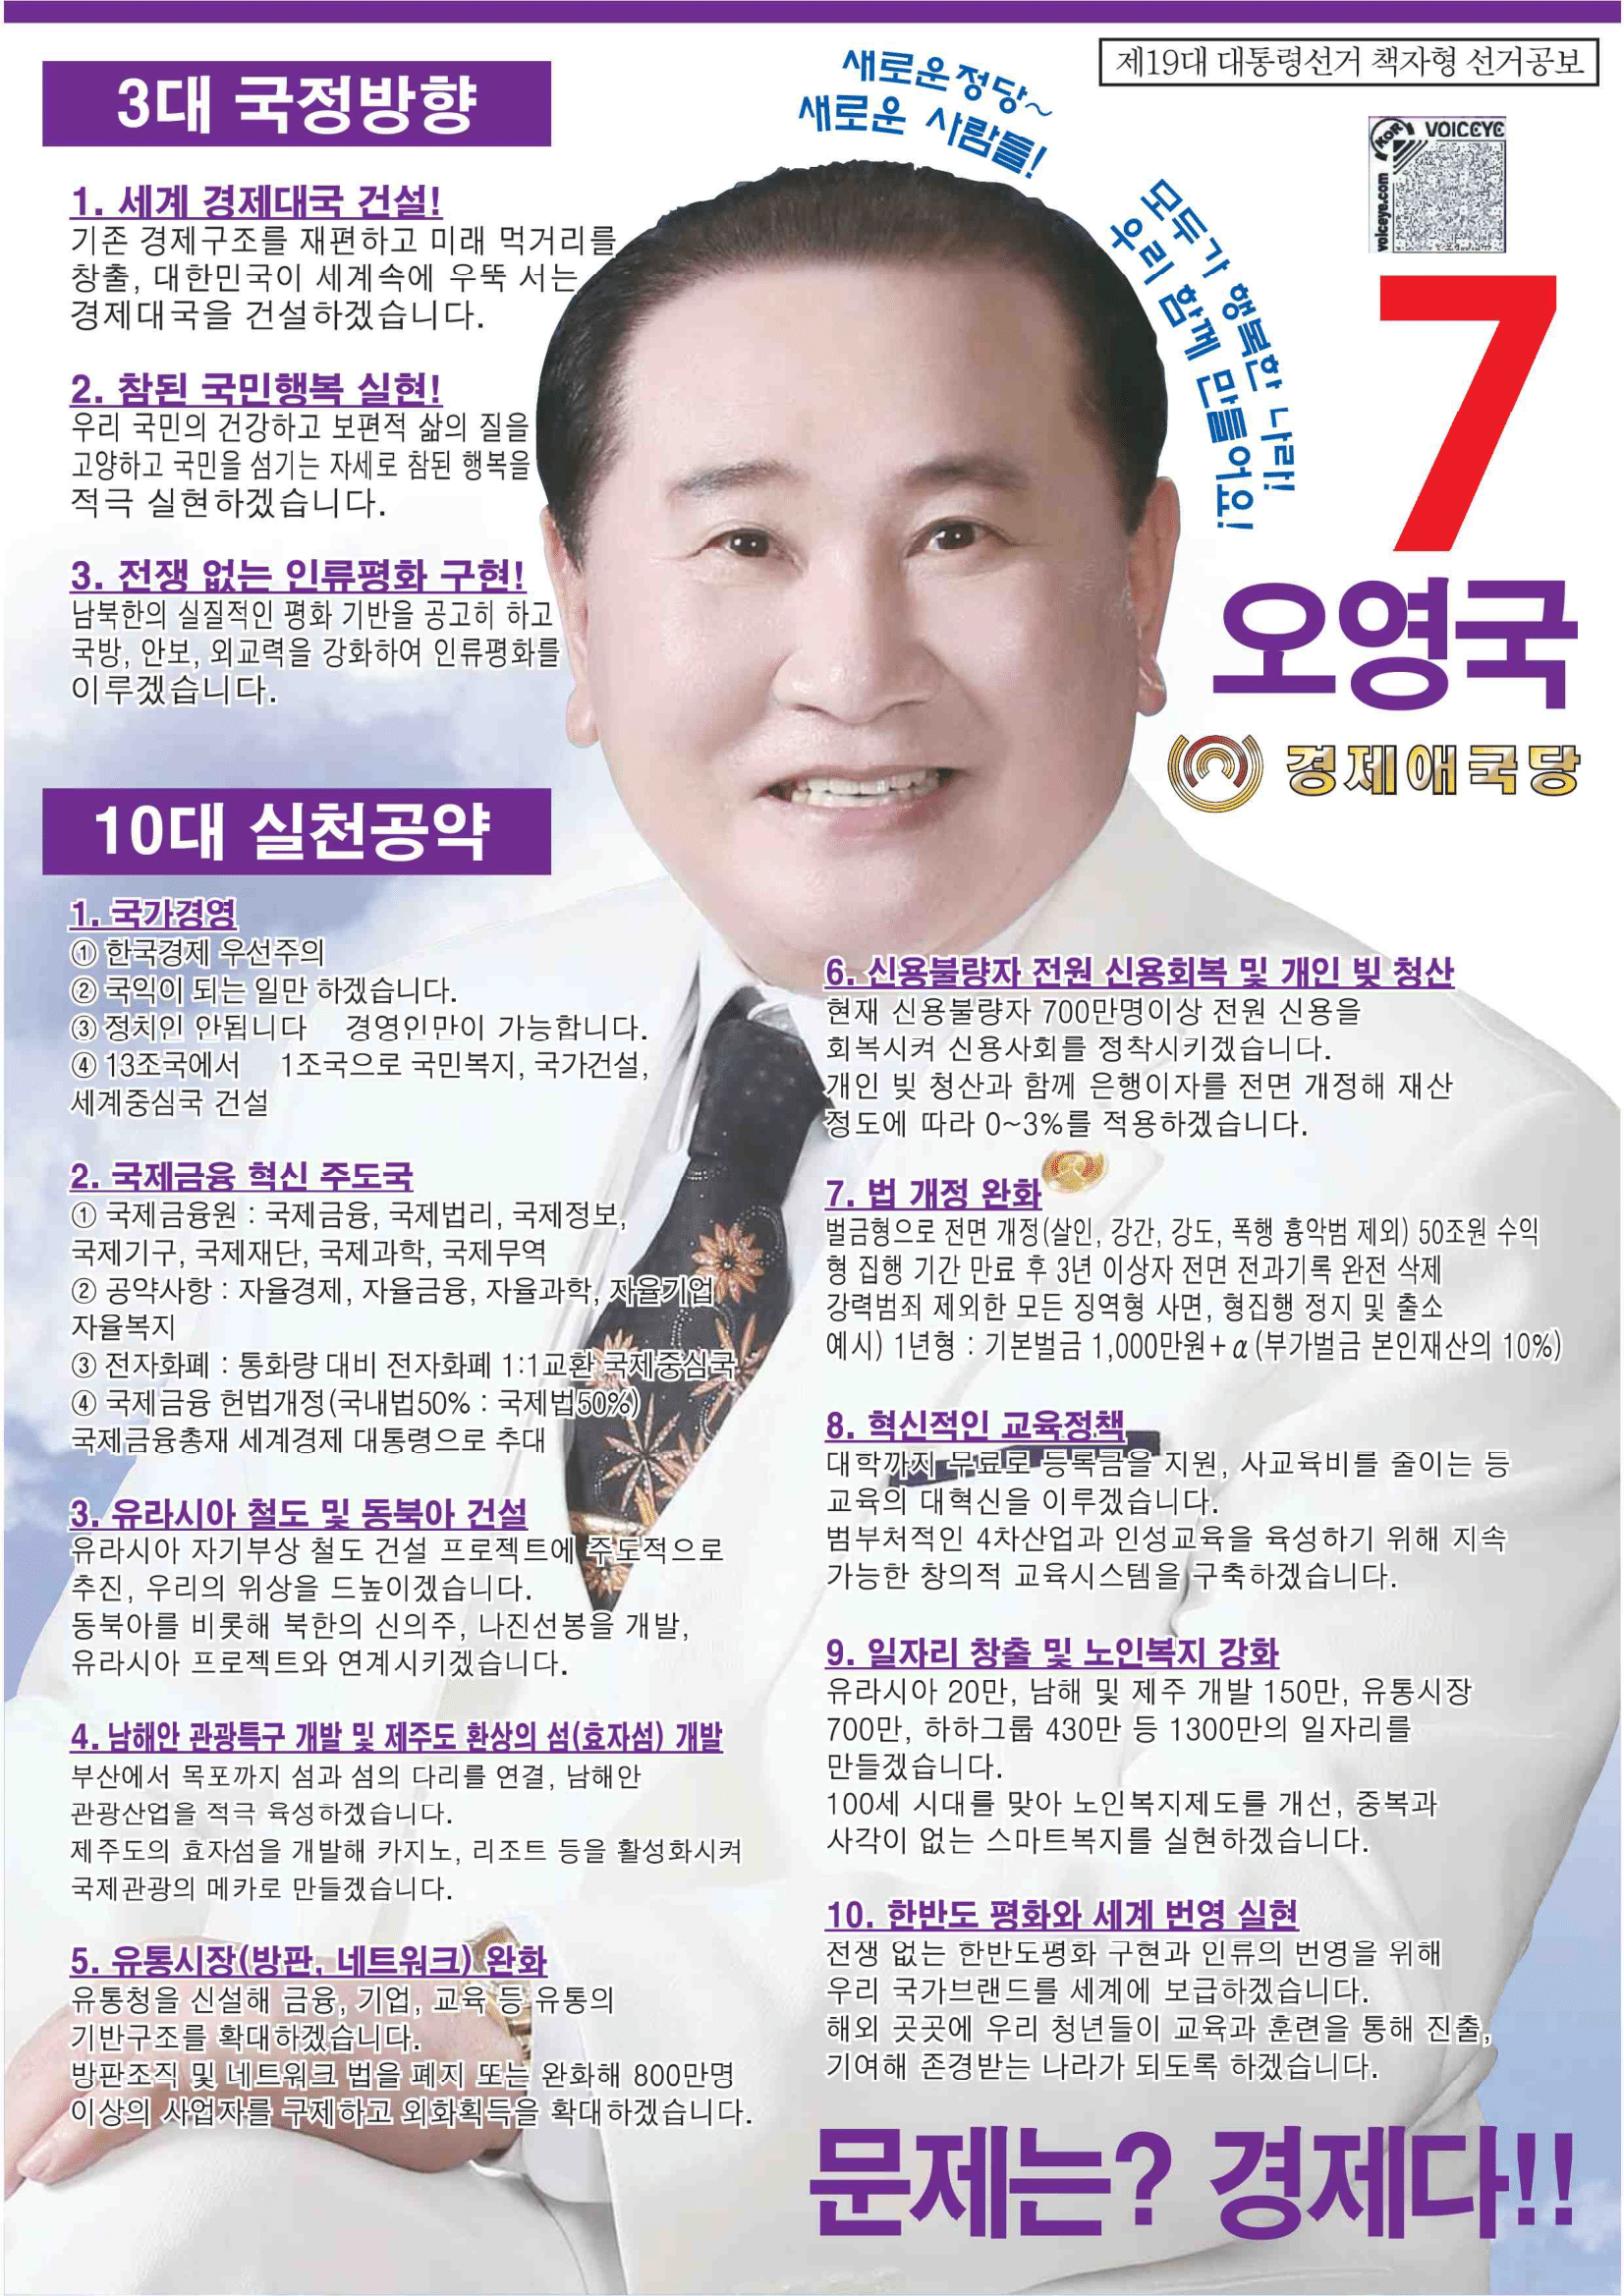 제19대 대통령선거 책자형 선거공보
새로운정당~
새로운 사람들!
모두가 행복한 나라!
우리 함께 만들어요!
KOR VOICEYE
voiceye.com
7
오영국
경제애국당
3대 국정방향
1. 세계 경제대국 건설!
기존 경제구조를 재편하고 미래 먹거리를
창출, 대한민국이 세계속에 우뚝 서는
경제대국을 건설하겠습니다.
2. 참된 국민행복 실현!
우리 국민의 건강하고 보편적 삶의 질을
고양하고 국민을 섬기는 자세로 참된 행복을
적극 실현하겠습니다.
3. 전쟁 없는 인류평화 구현!
남북한의 실질적인 평화 기반을 공고히 하고
국방, 안보, 외교력을 강화하여 인류평화를
이루겠습니다.
10대 실천공약
1. 국가경영
① 한국경제 우선주의
② 국익이 되는 일만 하겠습니다.
③ 정치인 안됩니다 경영인만이 가능합니다.
④ 13조국에서 1조국으로 국민복지, 국가건설,
세계중심국 건설
2. 국제금융 혁신 주도국
① 국제금융원 : 국제금융, 국제법리, 국제정보,
국제기구, 국제재단, 국제과학, 국제무역
② 공약사항 : 자율경제, 자율금융, 자율과학, 자율기업
자율복지
③ 전자화폐 : 통화량 대비 전자화폐 1:1교환 국제중심국
④ 국제금융 헌법개정(국내법50% : 국제법50%)
국제금융총재 세계경제 대통령으로 추대
3. 유라시아 철도 및 동북아 건설
유라시아 자기부상 철도 건설 프로젝트에 주도적으로
추진, 우리의 위상을 드높이겠습니다.
동북아를 비롯해 북한의 신의주, 나진선봉을 개발,
유라시아 프로젝트와 연계시키겠습니다.
4. 남해안 관광특구 개발 및 제주도 환상의 섬(효자섬) 개발
부산에서 목포까지 섬과 섬의 다리를 연결, 남해안
관광산업을 적극 육성하겠습니다.
제주도의 효자섬을 개발해 카지노, 리조트 등을 활성화시켜
국제관광의 메카로 만들겠습니다.
5. 유통시장(방판, 네트워크) 완화
유통청을 신설해 금융, 기업, 교육 등 유통의
기반구조를 확대하겠습니다.
방판조직 및 네트워크 법을 폐지 또는 완화해 800만명
이상의 사업자를 구제하고 외화획득을 확대하겠습니다.
6. 신용불량자 전원 신용회복 및 개인 빚 청산
현재 신용불량자 700만명이상 전원 신용을
회복시켜 신용사회를 정착시키겠습니다.
개인 빚 청산과 함께 은행이자를 전면 개정해 재산
정도에 따라 0~3%를 적용하겠습니다.
7. 법 개정 완화
벌금형으로 전면 개정(살인, 강간, 강도, 폭행 흉악범 제외) 50조원 수익
형 집행 기간 만료 후 3년 이상자 전면 전과기록 완전 삭제
강력범죄 제외한 모든 징역형 사면, 형집행 정지 및 출소
예시) 1년형 : 기본벌금 1,000만원+α(부가벌금 본인재산의 10%)
8. 혁신적인 교육정책
대학까지 무료로 등록금을 지원, 사교육비를 줄이는 등
교육의 대혁신을 이루겠습니다.
범부처적인 4차산업과 인성교육을 육성하기 위해 지속
가능한 창의적 교육시스템을 구축하겠습니다.
9. 일자리 창출 및 노인복지 강화
유라시아 20만, 남해 및 제주 개발 150만, 유통시장
700만, 하하그룹 430만 등 1300만의 일자리를
만들겠습니다.
100세 시대를 맞아 노인복지제도를 개선, 중복과
사각이 없는 스마트복지를 실현하겠습니다.
10. 한반도 평화와 세계 번영 실현
전쟁 없는 한반도평화 구현과 인류의 번영을 위해
우리 국가브랜드를 세계에 보급하겠습니다.
해외 곳곳에 우리 청년들이 교육과 훈련을 통해 진출,
기여해 존경받는 나라가 되도록 하겠습니다.
문제는? 경제다!!